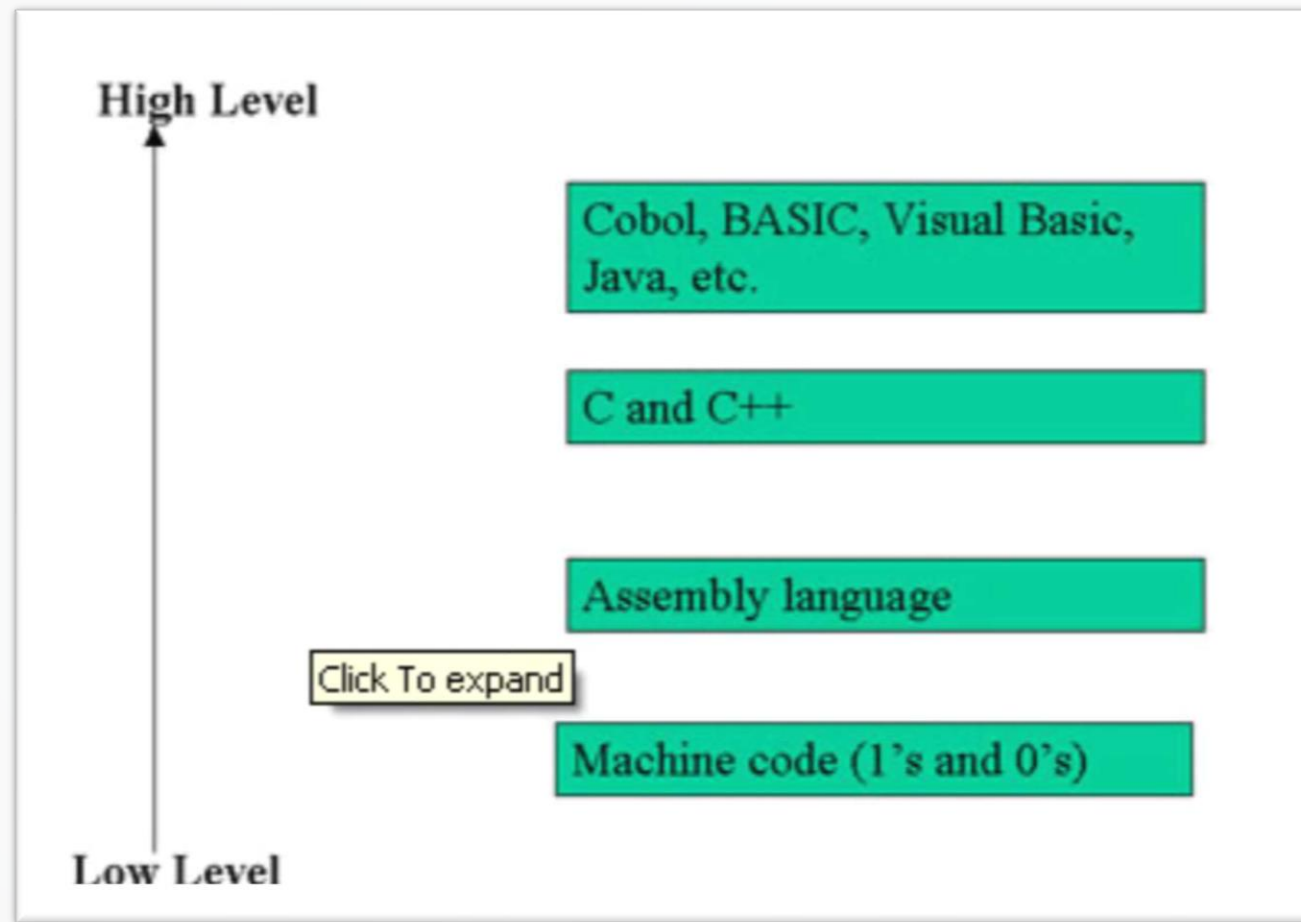 High Level
Cobol, BASIC, Visual Basic,
Java, etc.
C and C++
Assembly language
Click To expand
Machine code (1’s and 0’s)
Low Level